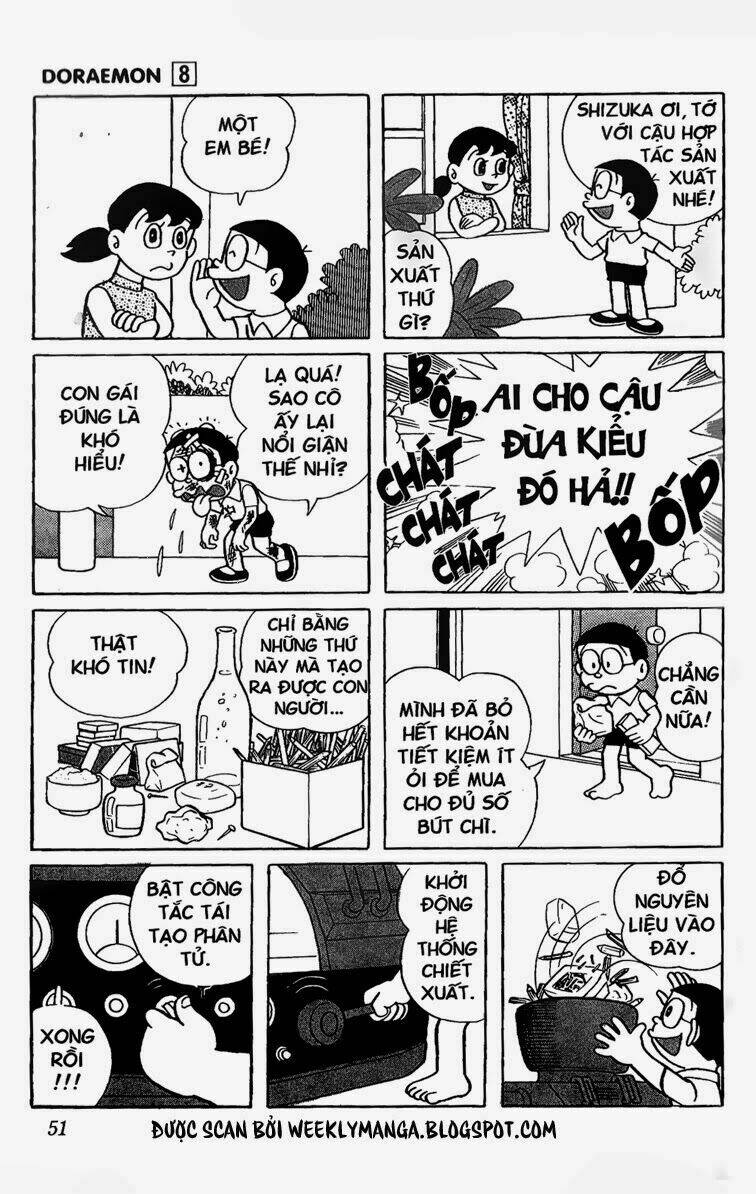 DORAEMON 8
SHIZUKA ƠI, TỚ
VỚI CẬU HỢP
TÁC SẢN
XUẤT
NHÉ!
SẢN
XUẤT
THỨ
GÌ?
MỘT
EM BÉ!
BỐP
AI CHO CẬU
ĐÙA KIỂU
ĐÓ HẢ!!
CHÁT
CHÁT
CHÁT
BỐP
LẠ QUÁ!
SAO CÔ
ẤY LẠI
NỔI GIẬN
THẾ NHỈ?
CON GÁI
ĐÚNG LÀ
KHÓ
HIỂU!
CHẲNG
CẦN
NỮA!
MÌNH ĐÃ BỎ
HẾT KHOẢN
TIẾT KIỆM ÍT
ỎI ĐỂ MUA
CHO ĐỦ SỐ
BÚT CHÌ.
CHỈ BẰNG
NHỮNG THỨ
NÀY MÀ TẠO
RA ĐƯỢC CON
NGƯỜI...
THẬT
KHÓ TIN!
ĐỔ
NGUYÊN
LIỆU VÀO
ĐÂY.
KHỞI
ĐỘNG
HỆ
THỐNG
CHIẾT
XUẤT.
BẬT CÔNG
TẮC TÁI
TẠO PHÂN
TỬ.
XONG
RỒI
!!!
51
ĐƯỢC SCAN BỞI WEEKLYMANGA.BLOGSPOT.COM